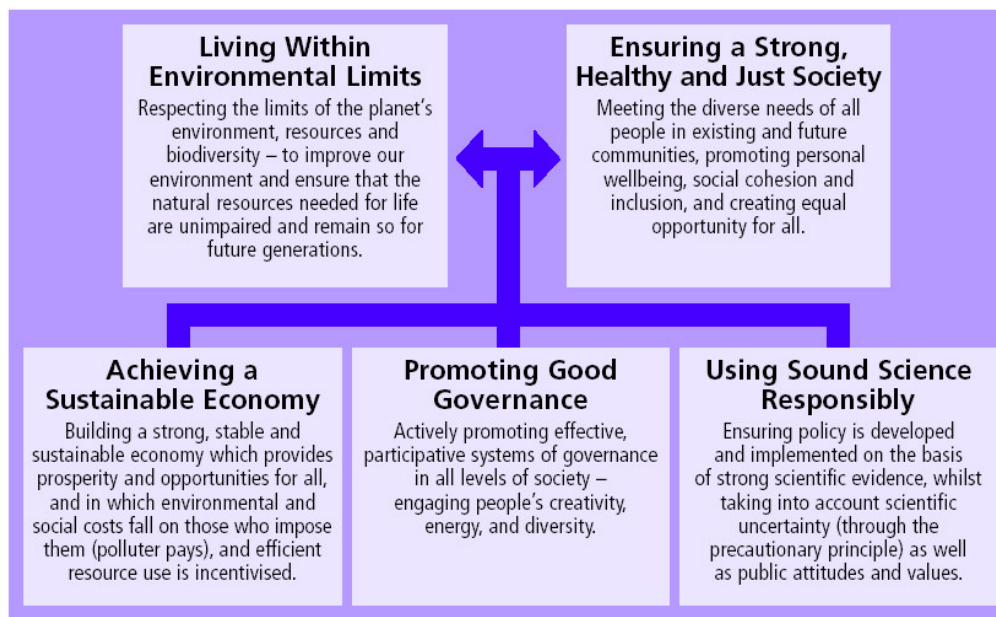 Living Within
Environmental Limits
Respecting the limits of the planet's
environment, resources and
biodiversity – to improve our
environment and ensure that the
natural resources needed for life
are unimpaired and remain so for
future generations.
Ensuring a Strong,
Healthy and Just Society
Meeting the diverse needs of all
people in existing and future
communities, promoting personal
wellbeing, social cohesion and
inclusion, and creating equal
opportunity for all.
Achieving a
Sustainable Economy
Building a strong, stable and
sustainable economy which provides
prosperity and opportunities for all,
and in which environmental and
social costs fall on those who impose
them (polluter pays), and efficient
resource use is incentivised.
Promoting Good
Governance
Actively promoting effective,
participative systems of governance
in all levels of society –
engaging people's creativity,
energy, and diversity.
Using Sound Science
Responsibly
Ensuring policy is developed
and implemented on the basis
of strong scientific evidence, whilst
taking into account scientific
uncertainty (through the
precautionary principle) as well
as public attitudes and values.